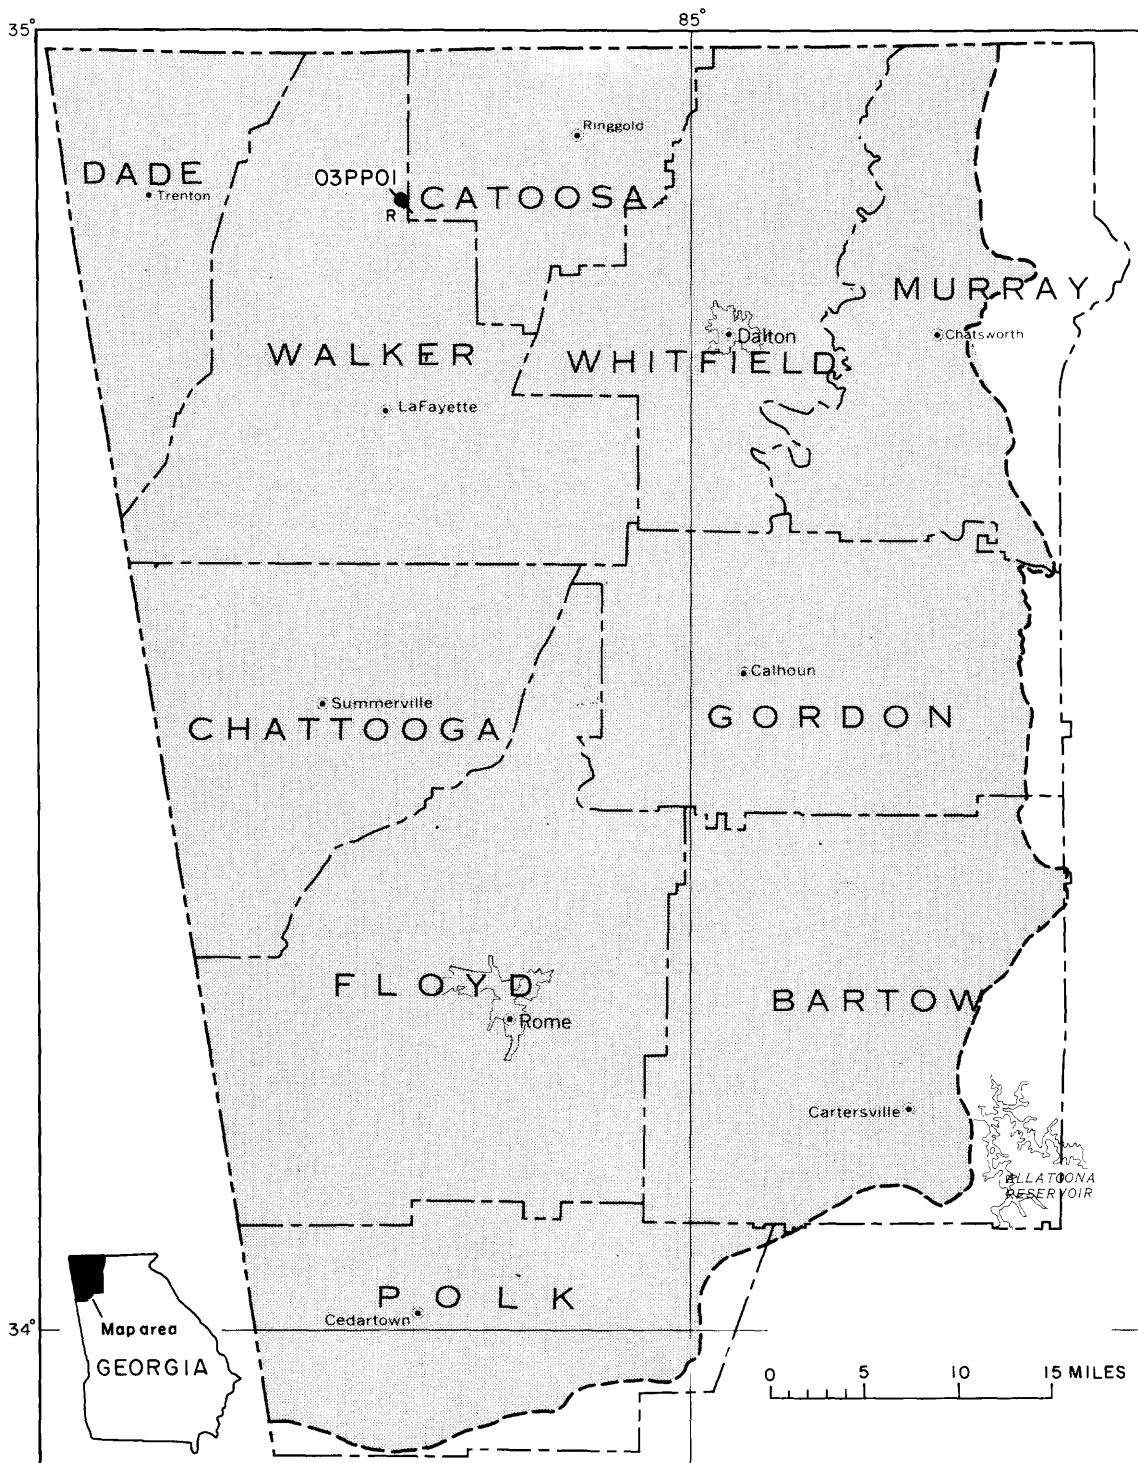 35°
85°
Ringgold
DADE
Trenton
03PP01
R
CATOOSA
MURRAY
Dalton
Chatsworth
WALKER
WHITFIELD
LaFayette
Calhoun
Summerville
CHATTOOGA
GORDON
FLOYD
BARTOW
Rome
Cartersville
ALLATOONA
RESERVOIR
POLK
Cedartown
34°
Map area
GEORGIA
0 5 10 15 MILES